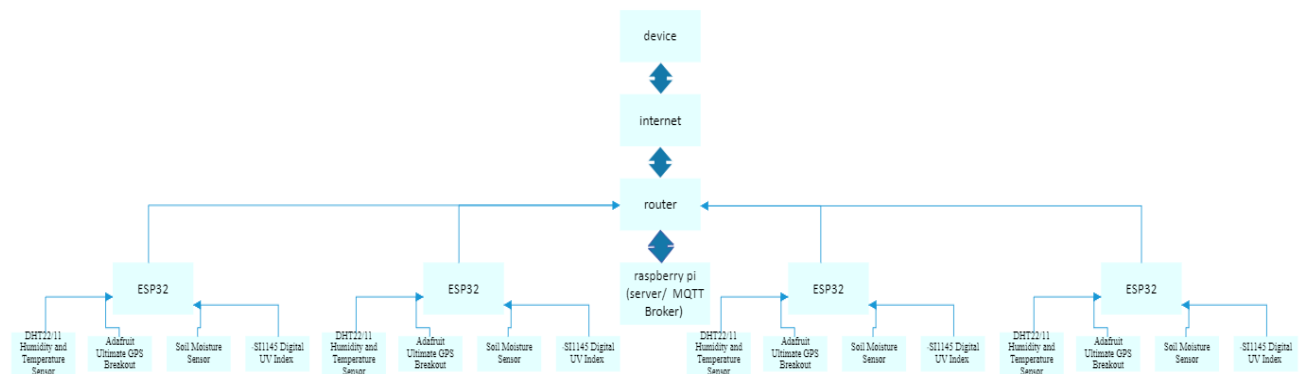 device
internet
router
raspberry pi
(server/ MQTT
Broker)
ESP32
ESP32
ESP32
ESP32
DHT22/11
Humidity and
Temperature
Sensor
Adafruit
Ultimate GPS
Breakout
Soil Moisture
Sensor
-SI1145 Digital
UV Index
DHT22/11
Humidity and
Temperature
Sensor
Adafruit
Ultimate GPS
Breakout
Soil Moisture
Sensor
-SI1145 Digital
UV Index
DHT22/11
Humidity and
Temperature
Sensor
Adafruit
Ultimate GPS
Breakout
Soil Moisture
Sensor
-SI1145 Digital
UV Index
DHT22/11
Humidity and
Temperature
Sensor
Adafruit
Ultimate GPS
Breakout
Soil Moisture
Sensor
-SI1145 Digital
UV Index